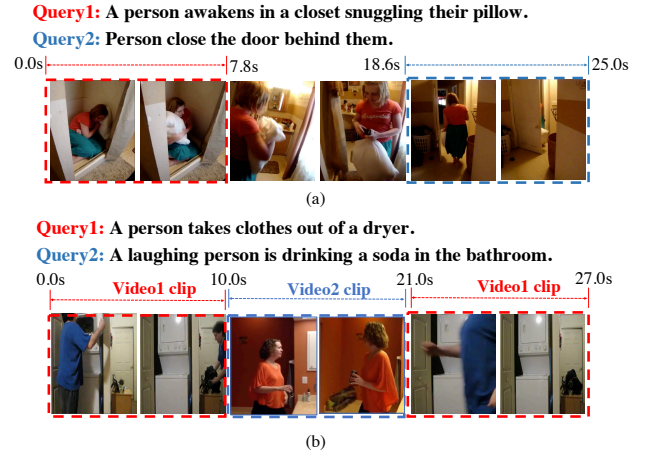 Query1: A person awakens in a closet snuggling their pillow.
Query2: Person close the door behind them.
0.0s 7.8s 18.6s 25.0s
(a)
Query1: A person takes clothes out of a dryer.
Query2: A laughing person is drinking a soda in the bathroom.
0.0s 10.0s 21.0s 27.0s
Video1 clip Video2 clip Video1 clip
(b)